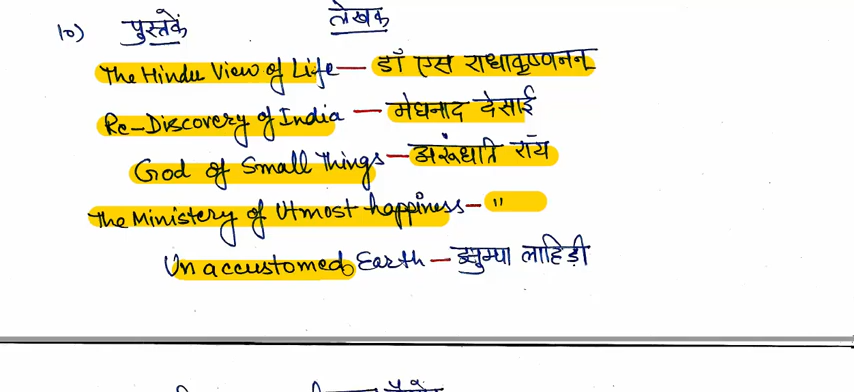 10) पुस्तकें लेखक
The Hindu View of Life — डॉ एस राधाकृष्णनन
Re-Discovery of India — मेघनाद देसाई
God of Small Things — अरूंधति रॉय
The Ministery of Utmost happiness — "
Unaccustomed Earth — झुम्पा लाहिड़ी